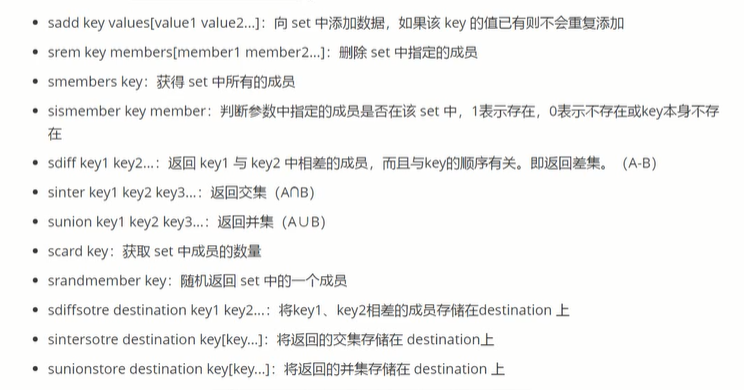 sadd key values[value1 value2...]：向 set 中添加数据，如果该 key 的值已有则不会重复添加
srem key members[member1 member2...]：删除 set 中指定的成员
smembers key：获得 set 中所有的成员
sismember key member：判断参数中指定的成员是否在该 set 中，1表示存在，0表示不存在或key本身不存
在
sdiff key1 key2...：返回 key1 与 key2 中相差的成员，而且与key的顺序有关。即返回差集。（A-B）
sinter key1 key2 key3...：返回交集（A∩B）
sunion key1 key2 key3...：返回并集（A∪B）
scard key：获取 set 中成员的数量
srandmember key：随机返回 set 中的一个成员
sdiffsotre destination key1 key2...：将key1、key2相差的成员存储在destination 上
sintersotre destination key[key...]：将返回的交集存储在 destination上
sunionstore destination key[key...]：将返回的并集存储在 destination 上